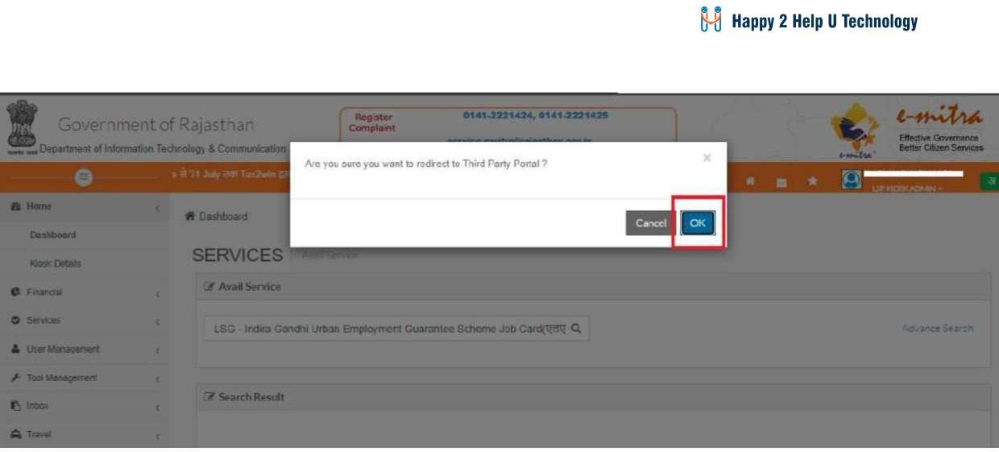 Happy 2 Help U Technology
Government of Rajasthan
Department of Information Technology & Communication
Register Complaint
0141-2221424, 0141-2221425
e-mitra
e-mitra
Effective Governance
Better Citizen Services
से 31 July तक Tax2win
LSP KIOSK ADMIN
अ
Are you sure you want to redirect to Third Party Portal ?
×
Cancel
OK
Home
Dashboard
Kiosk Details
Financial
Services
User Management
Tool Management
Inbox
Travel
Dashboard
SERVICES
Avail Service
Avail Service
LSG - Indira Gandhi Urban Employment Guarantee Scheme Job Card(
Advance Search
Search Result